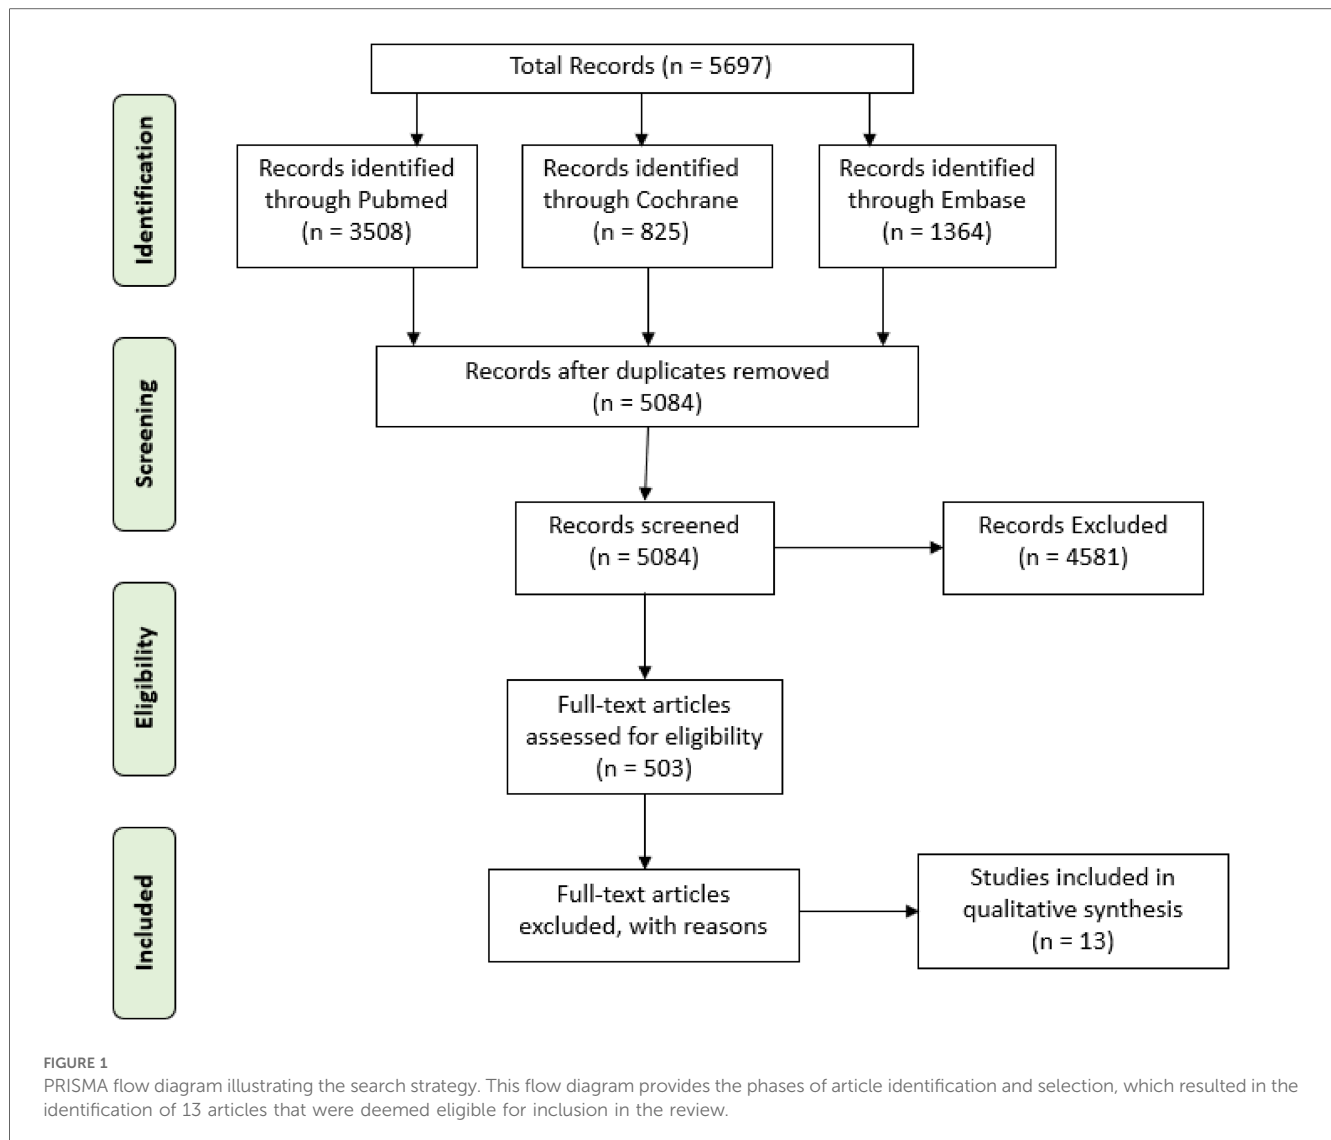 Total Records (n = 5697)
Identification
Records identified
through Pubmed
(n = 3508)
Records identified
through Cochrane
(n = 825)
Records identified
through Embase
(n = 1364)
Screening
Records after duplicates removed
(n = 5084)
Records screened
(n = 5084)
Records Excluded
(n = 4581)
Eligibility
Full-text articles
assessed for eligibility
(n = 503)
Included
Full-text articles
excluded, with reasons
Studies included in
qualitative synthesis
(n = 13)
FIGURE 1
PRISMA flow diagram illustrating the search strategy. This flow diagram provides the phases of article identification and selection, which resulted in the
identification of 13 articles that were deemed eligible for inclusion in the review.